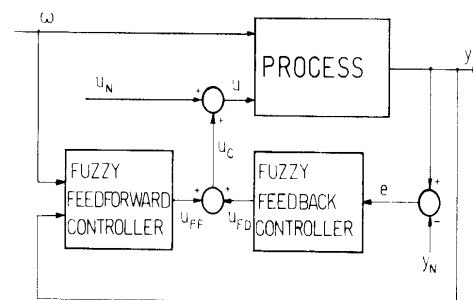 ω
y
PROCESS
u_N
+
u
+
u_C
FUZZY
FEEDFORWARD
CONTROLLER
u_FF
+
+
u_FD
FUZZY
FEEDBACK
CONTROLLER
e
+
-
y_N